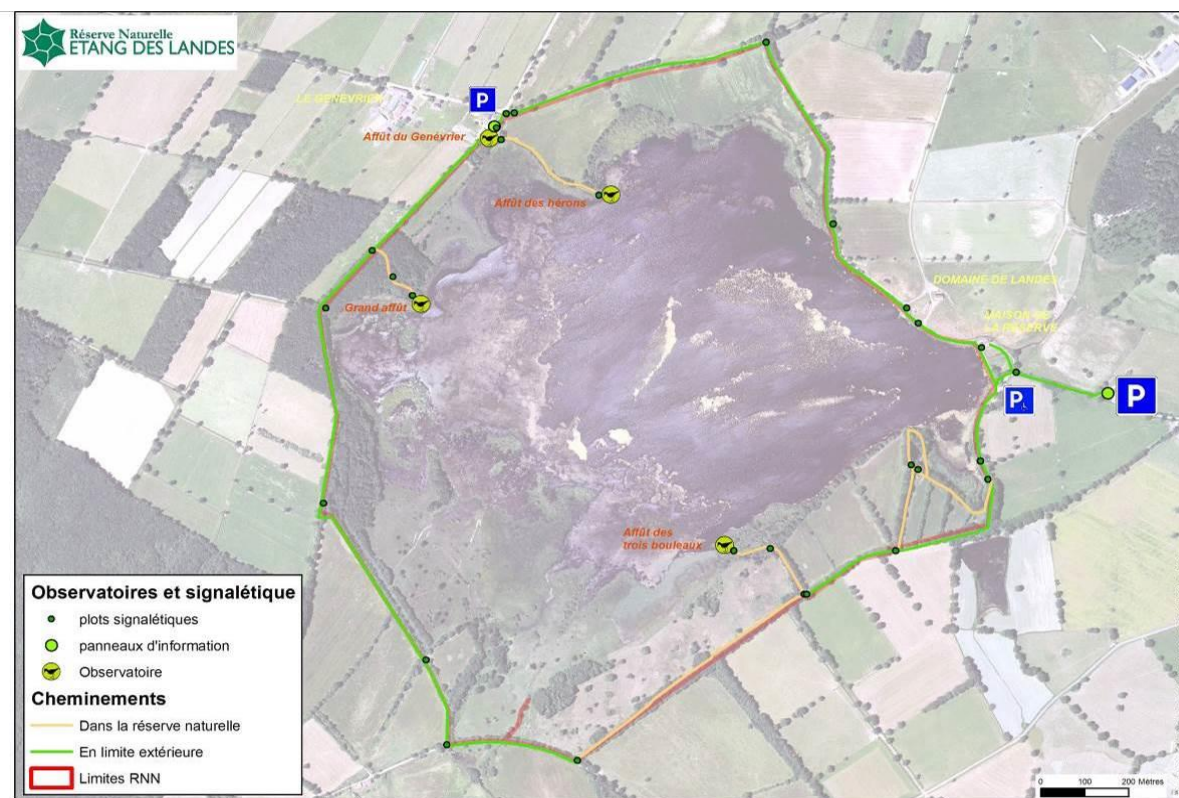 Réserve Naturelle
ETANG DES LANDES
LE GENEVRIER
P
Affût du Genévrier
Affût des hérons
Grand affût
DOMAINE DE LANDES
MAISON DE
LA RESERVE
P
P
Affût des
trois bouleaux
Observatoires et signalétique
plots signalétiques
panneaux d'information
Observatoire
Cheminements
Dans la réserve naturelle
En limite extérieure
Limites RNN
0 100 200 Mètres